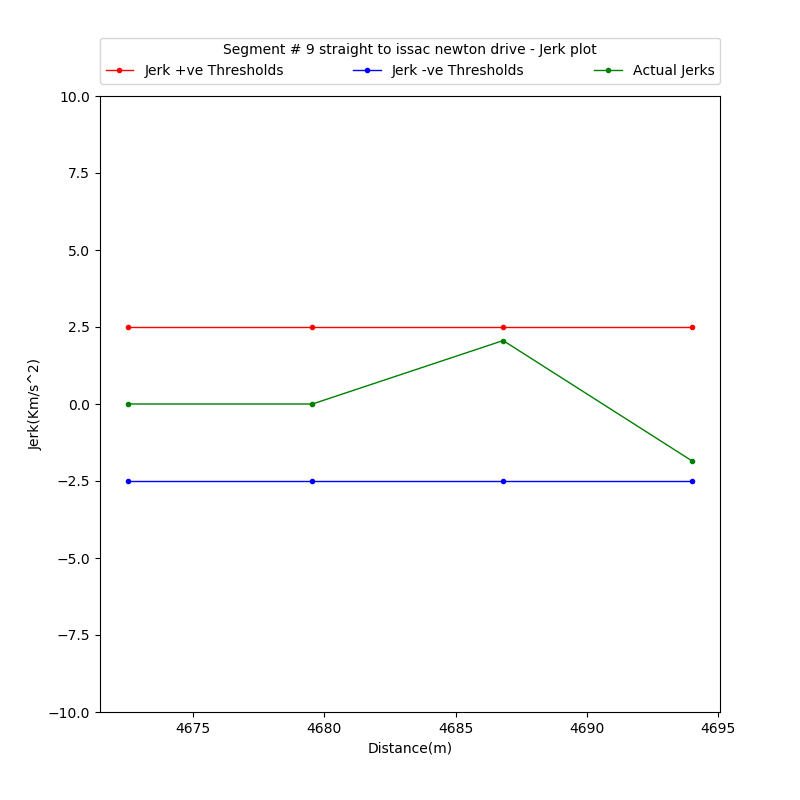 Segment # 9 straight to issac newton drive - Jerk plot
Jerk +ve Thresholds Jerk -ve Thresholds Actual Jerks
10.0
7.5
5.0
2.5
0.0
−2.5
−5.0
−7.5
−10.0
Jerk(Km/s^2)
4675 4680 4685 4690 4695
Distance(m)